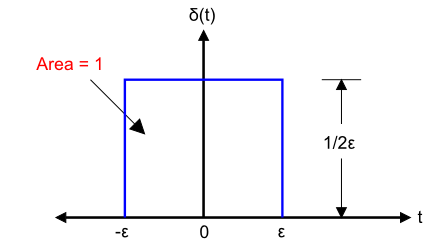 δ(t)
Area = 1
1/2ε
t
-ε
0
ε